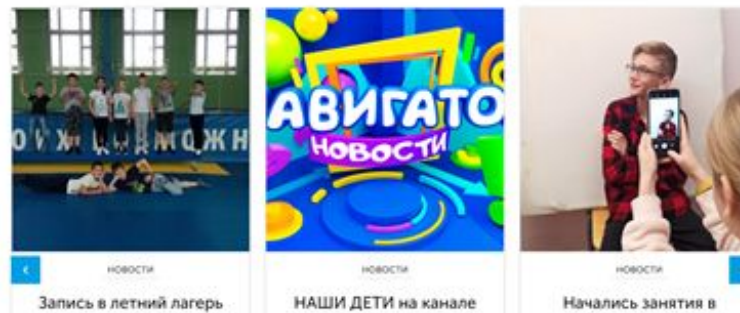 АВИГАТО
НОВОСТИ
НОВОСТИ
Запись в летний лагерь
НОВОСТИ
НАШИ ДЕТИ на канале
НОВОСТИ
Начались занятия в